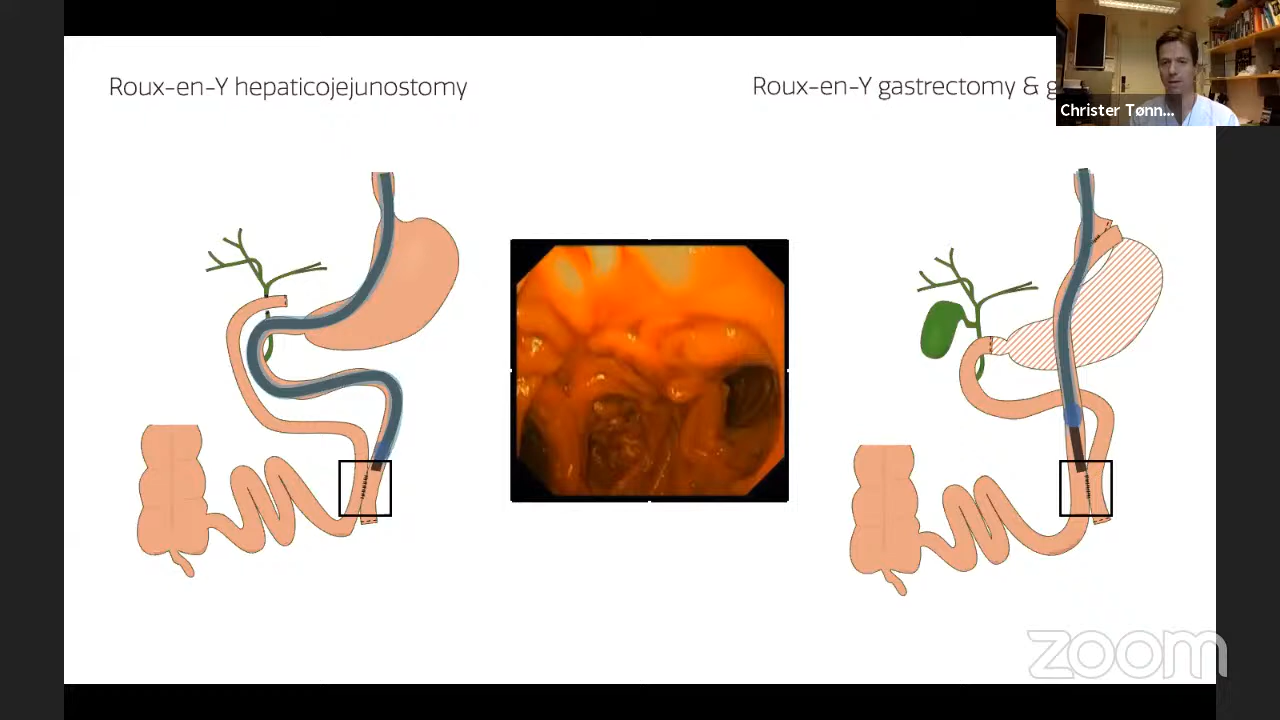 Roux-en-Y hepaticojejunostomy
Roux-en-Y gastrectomy & g
Christer Tønn...
zoom